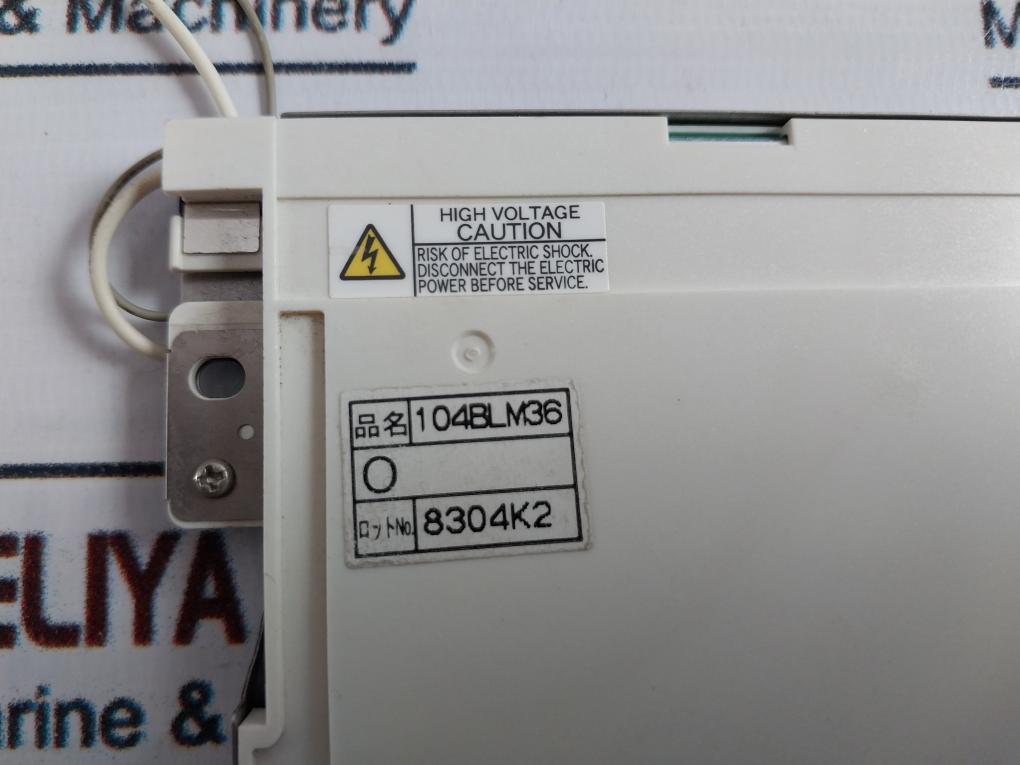 & Machinery
M
HIGH VOLTAGE
CAUTION
RISK OF ELECTRIC SHOCK.
DISCONNECT THE ELECTRIC
POWER BEFORE SERVICE.
品名 104BLM36
O
ロットNo. 8304K2
ELIYA
rine &